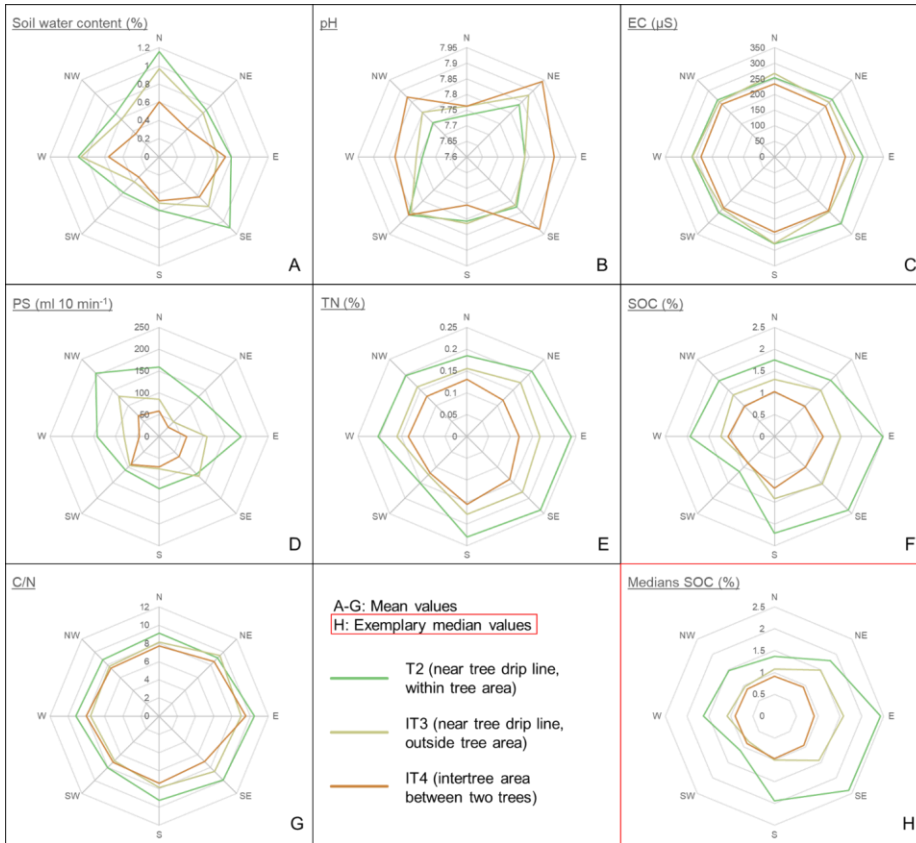 Soil water content (%)
N
1.2
1
0.8
0.6
0.4
0.2
0
NE
E
SE
S
SW
W
NW
A
pH
N
7.95
7.9
7.85
7.8
7.75
7.7
7.65
7.6
NE
E
SE
S
SW
W
NW
B
EC (µS)
N
350
300
250
200
150
100
50
0
NE
E
SE
S
SW
W
NW
C
PS (ml 10 min⁻¹)
N
250
200
150
100
50
0
NE
E
SE
S
SW
W
NW
D
TN (%)
N
0.25
0.2
0.15
0.1
0.05
0
NE
E
SE
S
SW
W
NW
E
SOC (%)
N
2.5
2
1.5
1
0.5
0
NE
E
SE
S
SW
W
NW
F
C/N
N
12
10
8
6
4
2
0
NE
E
SE
S
SW
W
NW
G
A-G: Mean values
H: Exemplary median values
T2 (near tree drip line,
within tree area)
IT3 (near tree drip line,
outside tree area)
IT4 (intertree area
between two trees)
Medians SOC (%)
N
2.5
2
1.5
1
0.5
0
NE
E
SE
S
SW
W
NW
H